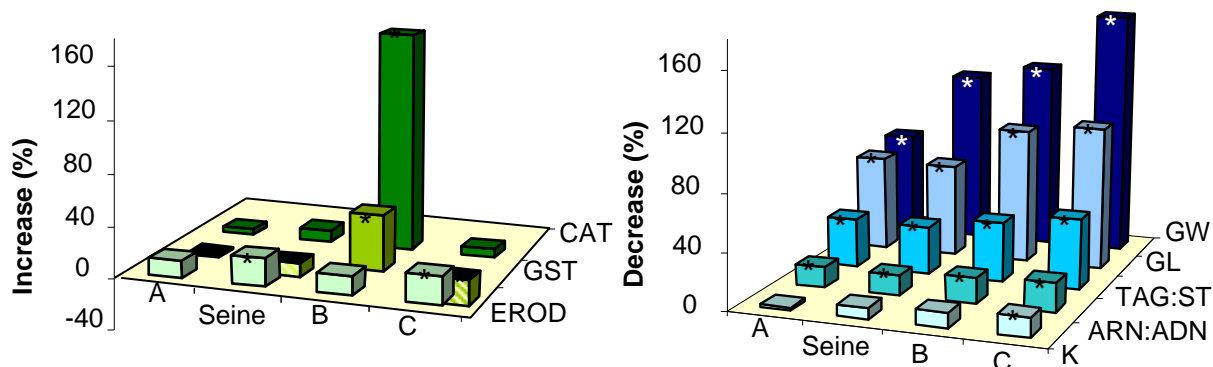 Increase (%)
160
120
80
40
0
-40
A
Seine
B
C
CAT
GST
EROD
* * * *
Decrease (%)
160
120
80
40
0
A
Seine
B
C
GW
GL
TAG:ST
ARN:ADN
K
* * * *
* * * *
* * * *
* * * *
*